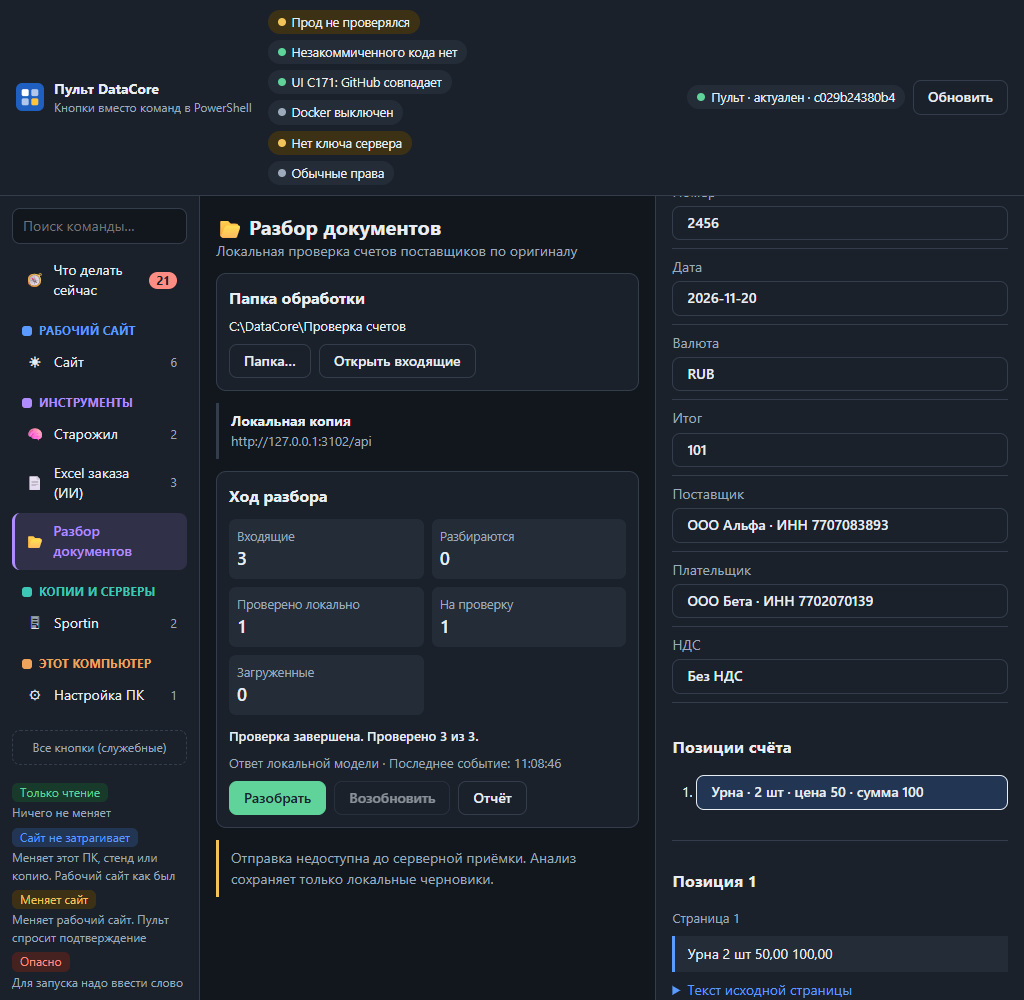 Пульт DataCore
Кнопки вместо команд в PowerShell
Прод не проверялся
Незакоммиченного кода нет
UI C171: GitHub совпадает
Docker выключен
Нет ключа сервера
Обычные права
Пульт · актуален · c029b24380b4
Обновить
Поиск команды...
Что делать
сейчас
21
РАБОЧИЙ САЙТ
Сайт 6
ИНСТРУМЕНТЫ
Старожил 2
Excel заказа
(ИИ)
3
Разбор
документов
КОПИИ И СЕРВЕРЫ
Sportin 2
ЭТОТ КОМПЬЮТЕР
Настройка ПК 1
Все кнопки (служебные)
Только чтение
Ничего не меняет
Сайт не затрагивает
Меняет этот ПК, стенд или
копию. Рабочий сайт как был
Меняет сайт
Меняет рабочий сайт. Пульт
спросит подтверждение
Опасно
Для запуска надо ввести слово
Разбор документов
Локальная проверка счетов поставщиков по оригиналу
Папка обработки
C:\DataCore\Проверка счетов
Папка...
Открыть входящие
Локальная копия
http://127.0.0.1:3102/api
Ход разбора
Входящие
3
Разбираются
0
Проверено локально
1
На проверку
1
Загруженные
0
Проверка завершена. Проверено 3 из 3.
Ответ локальной модели · Последнее событие: 11:08:46
Разобрать
Возобновить
Отчёт
Отправка недоступна до серверной приёмки. Анализ
сохраняет только локальные черновики.
Номер
2456
Дата
2026-11-20
Валюта
RUB
Итог
101
Поставщик
ООО Альфа · ИНН 7707083893
Плательщик
ООО Бета · ИНН 7702070139
НДС
Без НДС
Позиции счёта
1. Урна · 2 шт · цена 50 · сумма 100
Позиция 1
Страница 1
Урна 2 шт 50,00 100,00
Текст исходной страницы